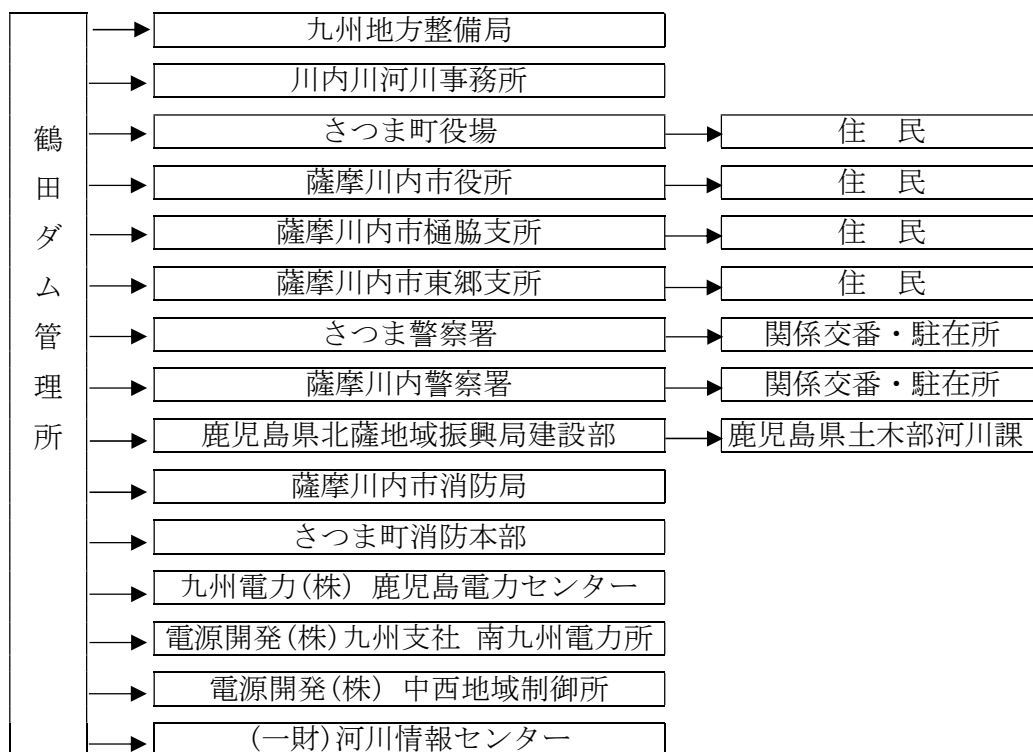 鶴田ダム管理所
九州地方整備局
川内川河川事務所
さつま町役場
住 民
薩摩川内市役所
住 民
薩摩川内市樋脇支所
住 民
薩摩川内市東郷支所
住 民
さつま警察署
関係交番・駐在所
薩摩川内警察署
関係交番・駐在所
鹿児島県北薩地域振興局建設部
鹿児島県土木部河川課
薩摩川内市消防局
さつま町消防本部
九州電力(株) 鹿児島電力センター
電源開発(株)九州支社 南九州電力所
電源開発(株) 中西地域制御所
(一財)河川情報センター